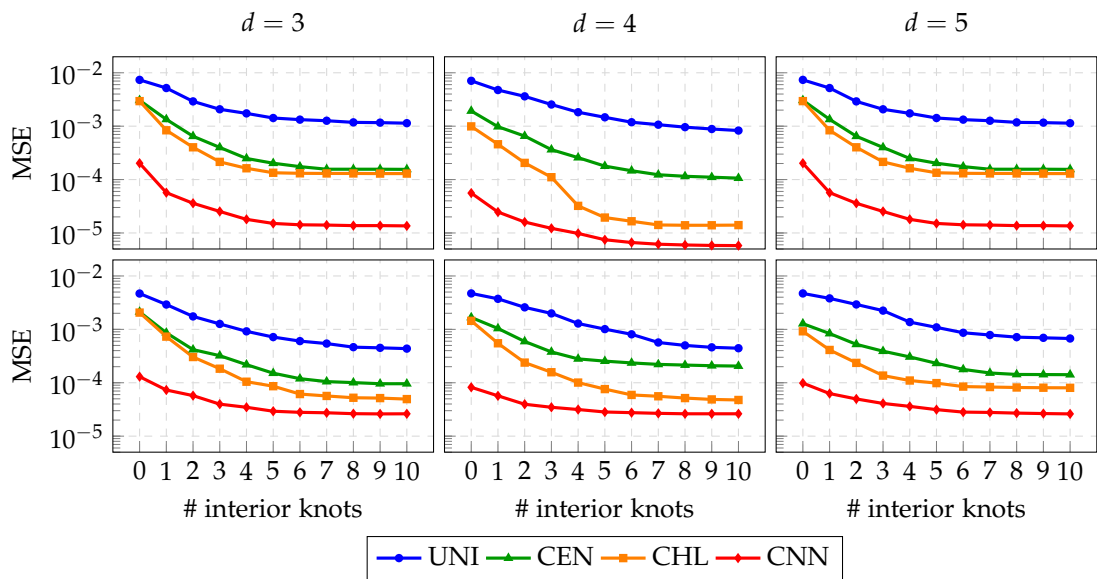 d = 3 d = 4 d = 5
MSE
10⁻²
10⁻³
10⁻⁴
10⁻⁵
MSE
10⁻²
10⁻³
10⁻⁴
10⁻⁵
0 1 2 3 4 5 6 7 8 9 10 0 1 2 3 4 5 6 7 8 9 10 0 1 2 3 4 5 6 7 8 9 10
# interior knots # interior knots # interior knots
UNI CEN CHL CNN